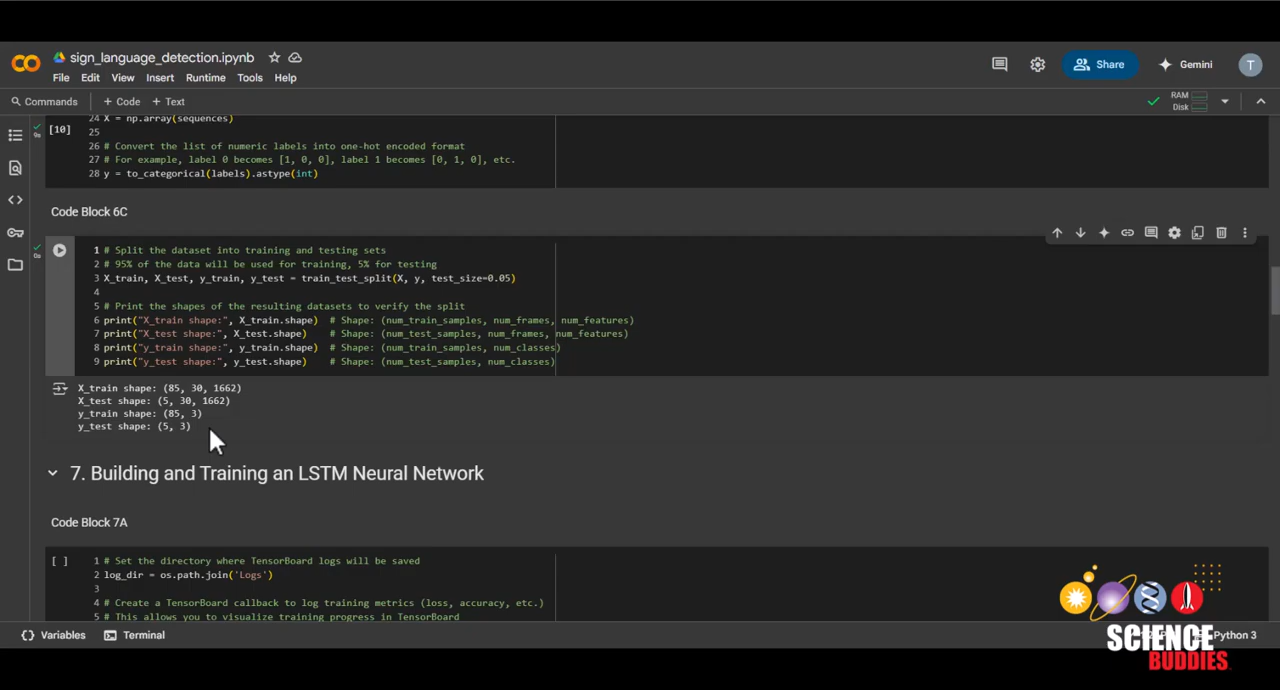 sign_language_detection.ipynb
File Edit View Insert Runtime Tools Help
Share
Gemini
T
Commands + Code + Text
RAM
Disk
[10]
9s
24 X = np.array(sequences)
25
26 # Convert the list of numeric labels into one-hot encoded format
27 # For example, label 0 becomes [1, 0, 0], label 1 becomes [0, 1, 0], etc.
28 y = to_categorical(labels).astype(int)
Code Block 6C
0s
1 # Split the dataset into training and testing sets
2 # 95% of the data will be used for training, 5% for testing
3 X_train, X_test, y_train, y_test = train_test_split(X, y, test_size=0.05)
4
5 # Print the shapes of the resulting datasets to verify the split
6 print("X_train shape:", X_train.shape)  # Shape: (num_train_samples, num_frames, num_features)
7 print("X_test shape:", X_test.shape)    # Shape: (num_test_samples, num_frames, num_features)
8 print("y_train shape:", y_train.shape)  # Shape: (num_train_samples, num_classes)
9 print("y_test shape:", y_test.shape)    # Shape: (num_test_samples, num_classes)
X_train shape: (85, 30, 1662)
X_test shape: (5, 30, 1662)
y_train shape: (85, 3)
y_test shape: (5, 3)
7. Building and Training an LSTM Neural Network
Code Block 7A
[ ]
1 # Set the directory where TensorBoard logs will be saved
2 log_dir = os.path.join('Logs')
3
4 # Create a TensorBoard callback to log training metrics (loss, accuracy, etc.)
5 # This allows you to visualize training progress in TensorBoard
Variables Terminal
Python 3
SCIENCE
BUDDIES